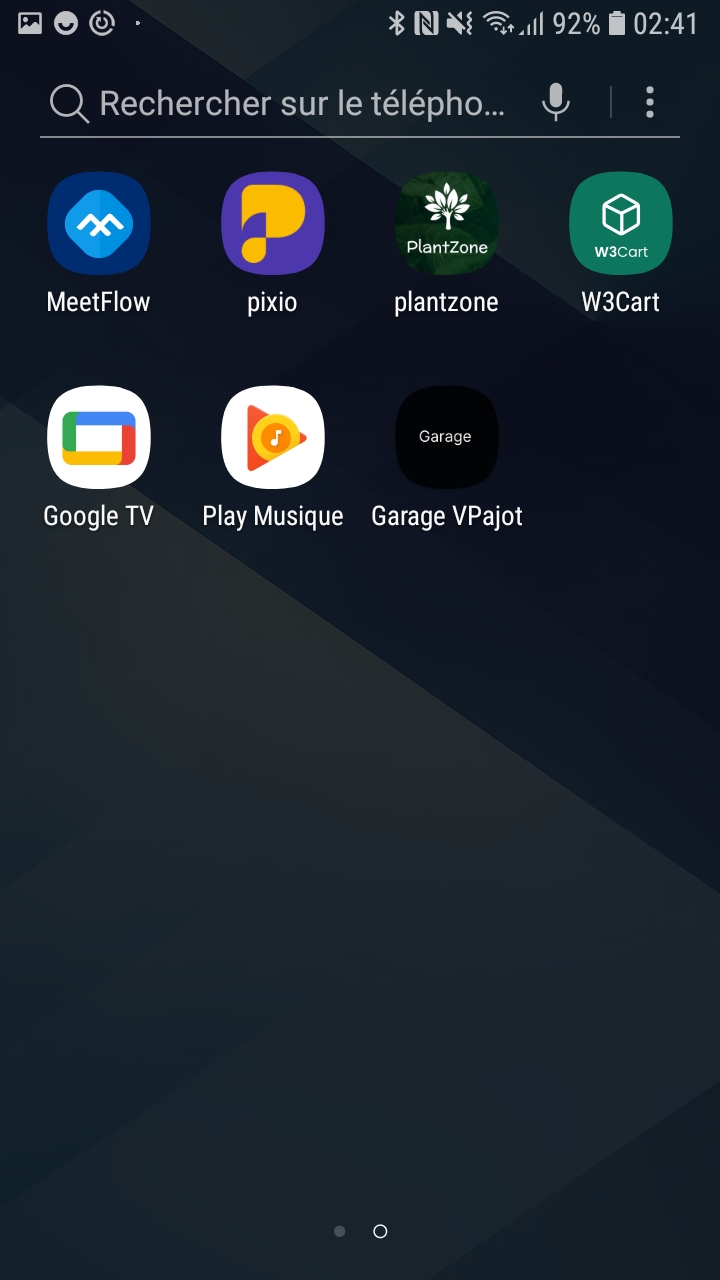 92% 02:41
Rechercher sur le télépho...
PlantZone
W3Cart
MeetFlow pixio plantzone W3Cart
Garage
Google TV Play Musique Garage VPajot